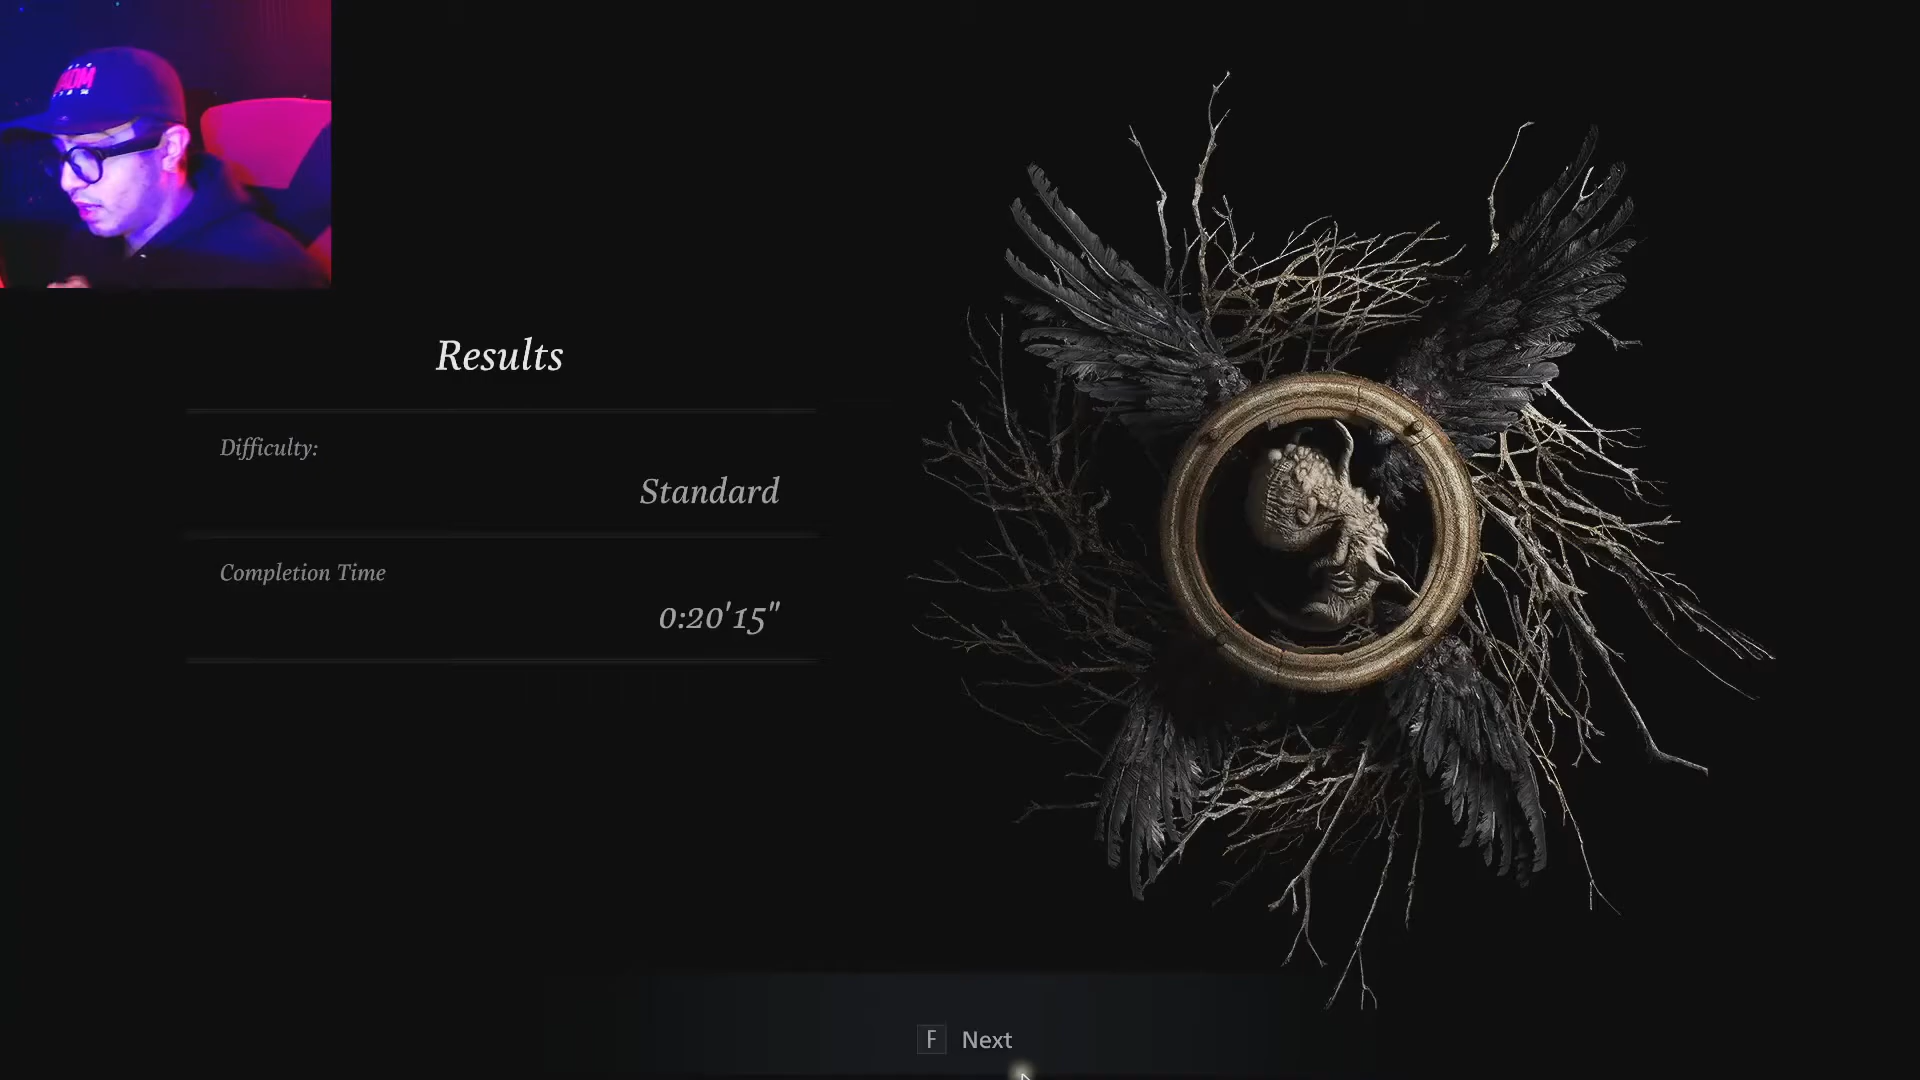 Results
Difficulty:
Standard
Completion Time
0:20'15"
F Next